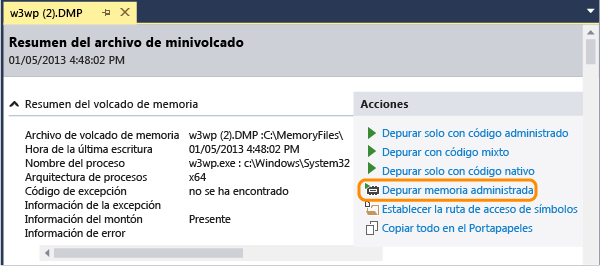 w3wp (2).DMP
Resumen del archivo de minivolcado
01/05/2013 4:48:02 PM
Resumen del volcado de memoria
Archivo de volcado de memoria w3wp (2).DMP :C:\MemoryFiles\
Hora de la última escritura 01/05/2013 4:48:02 PM
Nombre del proceso w3wp.exe : c:\Windows\System32
Arquitectura de procesos x64
Código de excepción no se ha encontrado
Información de la excepción
Información del montón Presente
Información de error
Acciones
Depurar solo con código administrado
Depurar con código mixto
Depurar solo con código nativo
Depurar memoria administrada
Establecer la ruta de acceso de símbolos
Copiar todo en el Portapapeles